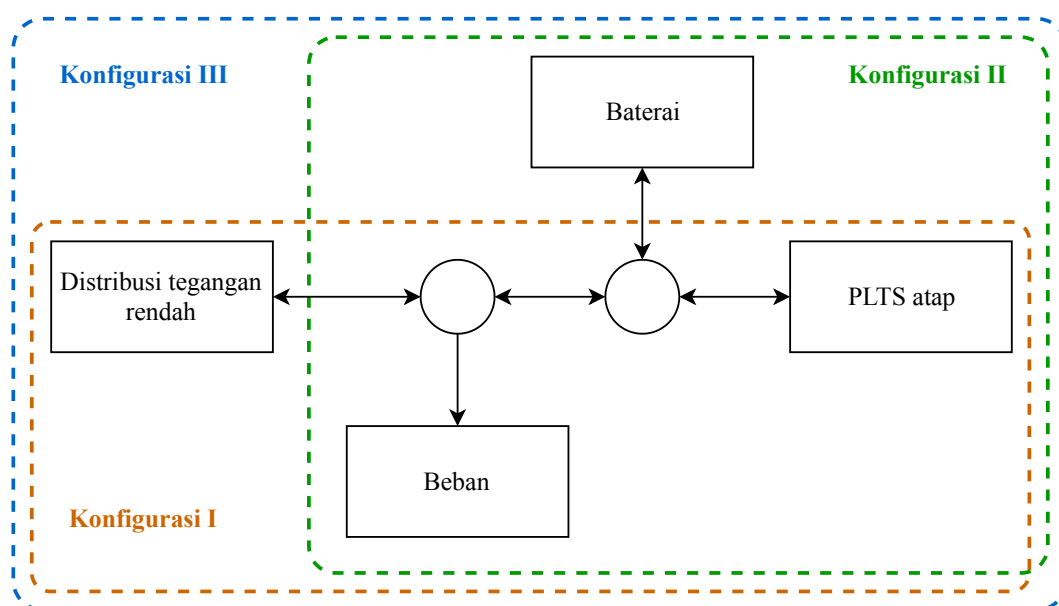 Konfigurasi III
Konfigurasi II
Baterai
Distribusi tegangan
rendah
PLTS atap
Beban
Konfigurasi I